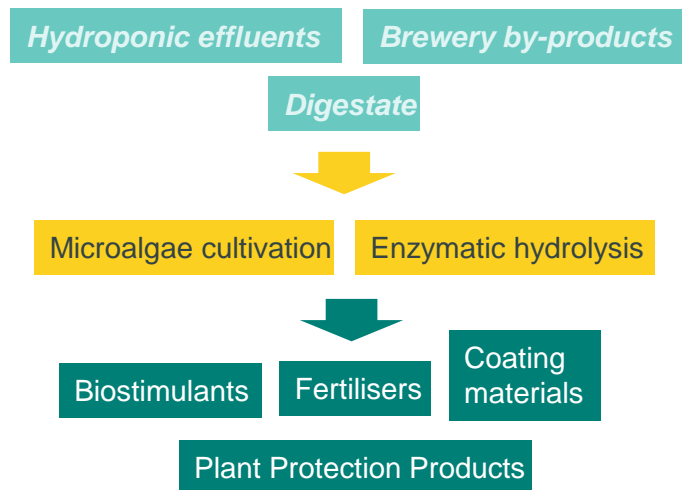 Hydroponic effluents
Brewery by-products
Digestate
Microalgae cultivation
Enzymatic hydrolysis
Biostimulants
Fertilisers
Coating
materials
Plant Protection Products